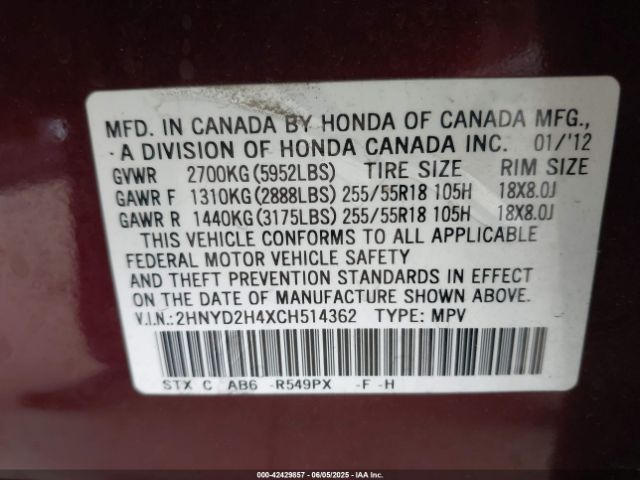 MFD. IN CANADA BY HONDA OF CANADA MFG.,
A DIVISION OF HONDA CANADA INC. 01/'12
GVWR 2700KG(5952LBS) TIRE SIZE RIM SIZE
GAWR F 1310KG(2888LBS) 255/55R18 105H 18X8.0J
GAWR R 1440KG(3175LBS) 255/55R18 105H 18X8.0J
THIS VEHICLE CONFORMS TO ALL APPLICABLE
FEDERAL MOTOR VEHICLE SAFETY
AND THEFT PREVENTION STANDARDS IN EFFECT
ON THE DATE OF MANUFACTURE SHOWN ABOVE.
V.I.N.:2HNYD2H4XCH514362 TYPE: MPV
STX C AB6 -R549PX -F -H
000-42429857 - 06/05/2025 - IAA Inc.